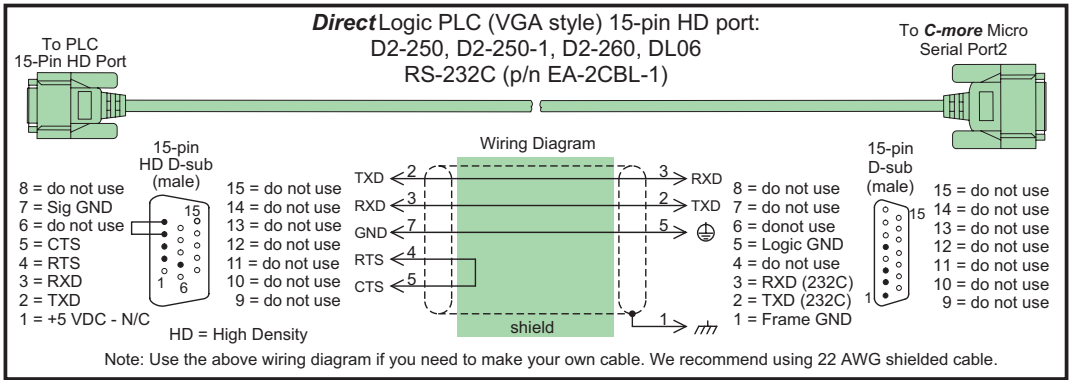 DirectLogic PLC (VGA style) 15-pin HD port:
D2-250, D2-250-1, D2-260, DL06
RS-232C (p/n EA-2CBL-1)
To PLC
15-Pin HD Port
To C-more Micro
Serial Port2
15-pin
HD D-sub
(male)
8 = do not use
7 = Sig GND
6 = do not use
5 = CTS
4 = RTS
3 = RXD
2 = TXD
1 = +5 VDC - N/C
15
1
6
HD = High Density
15 = do not use
14 = do not use
13 = do not use
12 = do not use
11 = do not use
10 = do not use
9 = do not use
Wiring Diagram
TXD 2 3 RXD
RXD 3 2 TXD
GND 7 5
RTS 4
CTS 5
shield
1
8 = do not use
7 = do not use
6 = donot use
5 = Logic GND
4 = do not use
3 = RXD (232C)
2 = TXD (232C)
1 = Frame GND
15-pin
D-sub
(male)
15
1
15 = do not use
14 = do not use
13 = do not use
12 = do not use
11 = do not use
10 = do not use
9 = do not use
Note: Use the above wiring diagram if you need to make your own cable. We recommend using 22 AWG shielded cable.